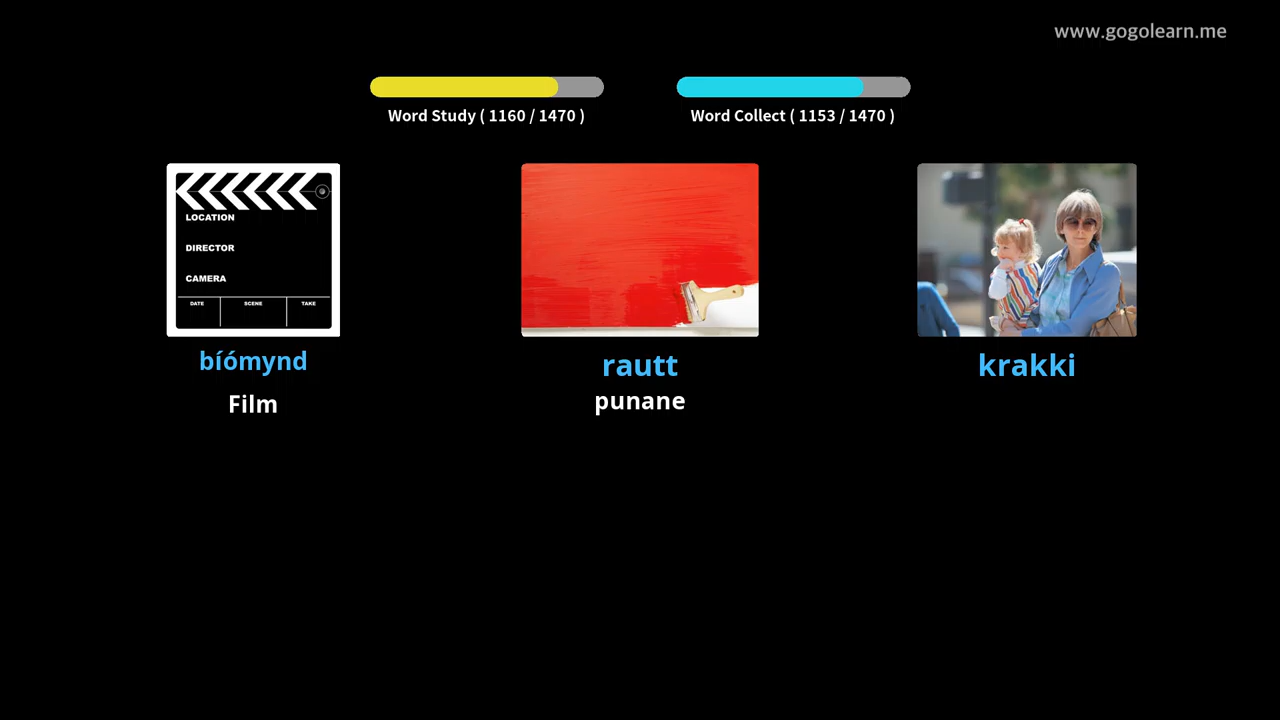 www.gogolearn.me
Word Study ( 1160 / 1470 )
Word Collect ( 1153 / 1470 )
LOCATION
DIRECTOR
CAMERA
DATE SCENE TAKE
bíómynd
rautt
krakki
Film
punane